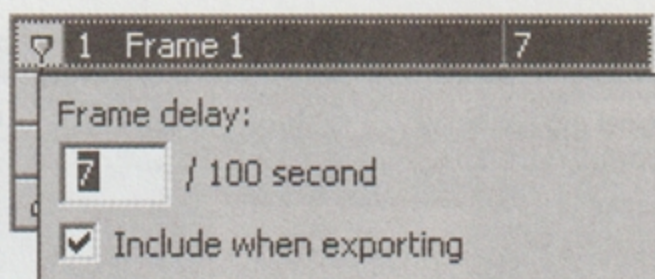 1 Frame 1 7
Frame delay:
7 / 100 second
Include when exporting